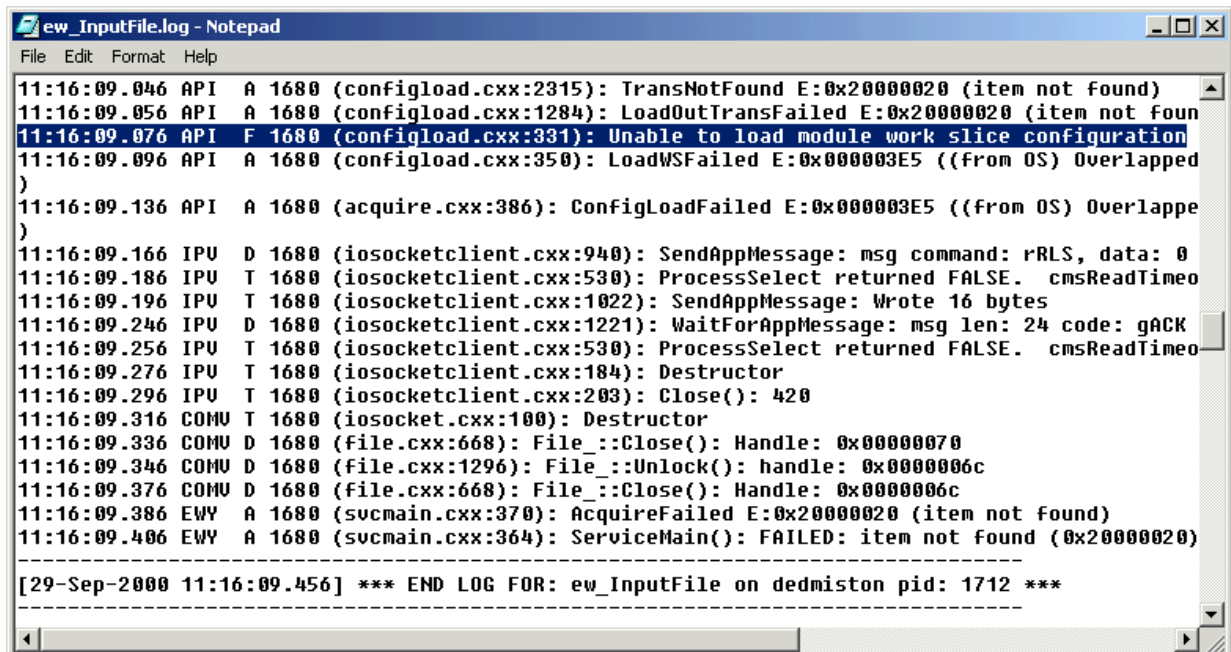 ew_InputFile.log - Notepad
File Edit Format Help
11:16:09.046 API  A 1680 (configload.cxx:2315): TransNotFound E:0x20000020 (item not found)
11:16:09.056 API  A 1680 (configload.cxx:1284): LoadOutTransFailed E:0x20000020 (item not foun
11:16:09.076 API  F 1680 (configload.cxx:331): Unable to load module work slice configuration
11:16:09.096 API  A 1680 (configload.cxx:350): LoadWSFailed E:0x000003E5 ((from OS) Overlapped
)
11:16:09.136 API  A 1680 (acquire.cxx:386): ConfigLoadFailed E:0x000003E5 ((from OS) Overlappe
)
11:16:09.166 IPV  D 1680 (iosocketclient.cxx:940): SendAppMessage: msg command: rRLS, data: 0
11:16:09.186 IPV  T 1680 (iosocketclient.cxx:530): ProcessSelect returned FALSE.  cmsReadTimeo
11:16:09.196 IPV  T 1680 (iosocketclient.cxx:1022): SendAppMessage: Wrote 16 bytes
11:16:09.246 IPV  D 1680 (iosocketclient.cxx:1221): WaitForAppMessage: msg len: 24 code: gACK
11:16:09.256 IPV  T 1680 (iosocketclient.cxx:530): ProcessSelect returned FALSE.  cmsReadTimeo
11:16:09.276 IPV  T 1680 (iosocketclient.cxx:184): Destructor
11:16:09.296 IPV  T 1680 (iosocketclient.cxx:203): Close(): 420
11:16:09.316 COMV T 1680 (iosocket.cxx:100): Destructor
11:16:09.336 COMV D 1680 (file.cxx:668): File_::Close(): Handle: 0x00000070
11:16:09.346 COMV D 1680 (file.cxx:1296): File_::Unlock(): handle: 0x0000006c
11:16:09.376 COMV D 1680 (file.cxx:668): File_::Close(): Handle: 0x0000006c
11:16:09.386 EWY  A 1680 (svcmain.cxx:370): AcquireFailed E:0x20000020 (item not found)
11:16:09.406 EWY  A 1680 (svcmain.cxx:364): ServiceMain(): FAILED: item not found (0x20000020)
------------------------------------------------------------------------------
[29-Sep-2000 11:16:09.456] *** END LOG FOR: ew_InputFile on dedmiston pid: 1712 ***
------------------------------------------------------------------------------